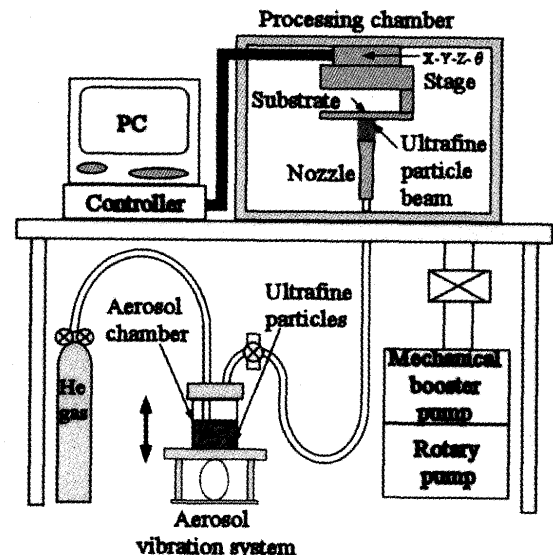 Processing chamber
X-Y-Z-θ
Stage
Substrate
PC
Ultrafine
particle
beam
Nozzle
Controller
Aerosol
chamber
Ultrafine
particles
He
gas
Mechanical
booster
pump
Rotary
pump
Aerosol
vibration system